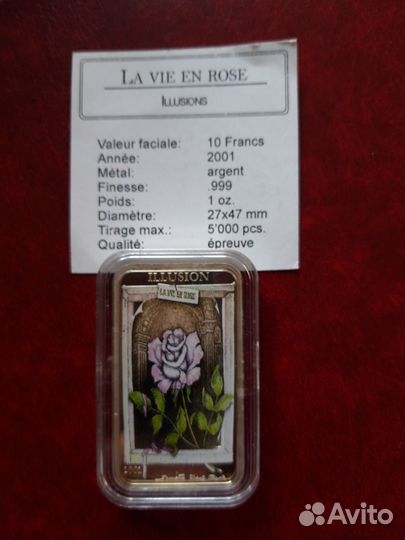 LA VIE EN ROSE
ILLUSIONS
Valeur faciale: 10 Francs
Année: 2001
Métal: argent
Finesse: .999
Poids: 1 oz.
Diamètre: 27x47 mm
Tirage max.: 5'000 pcs.
Qualité: épreuve
ILLUSION
LA VIE EN ROSE
Avito